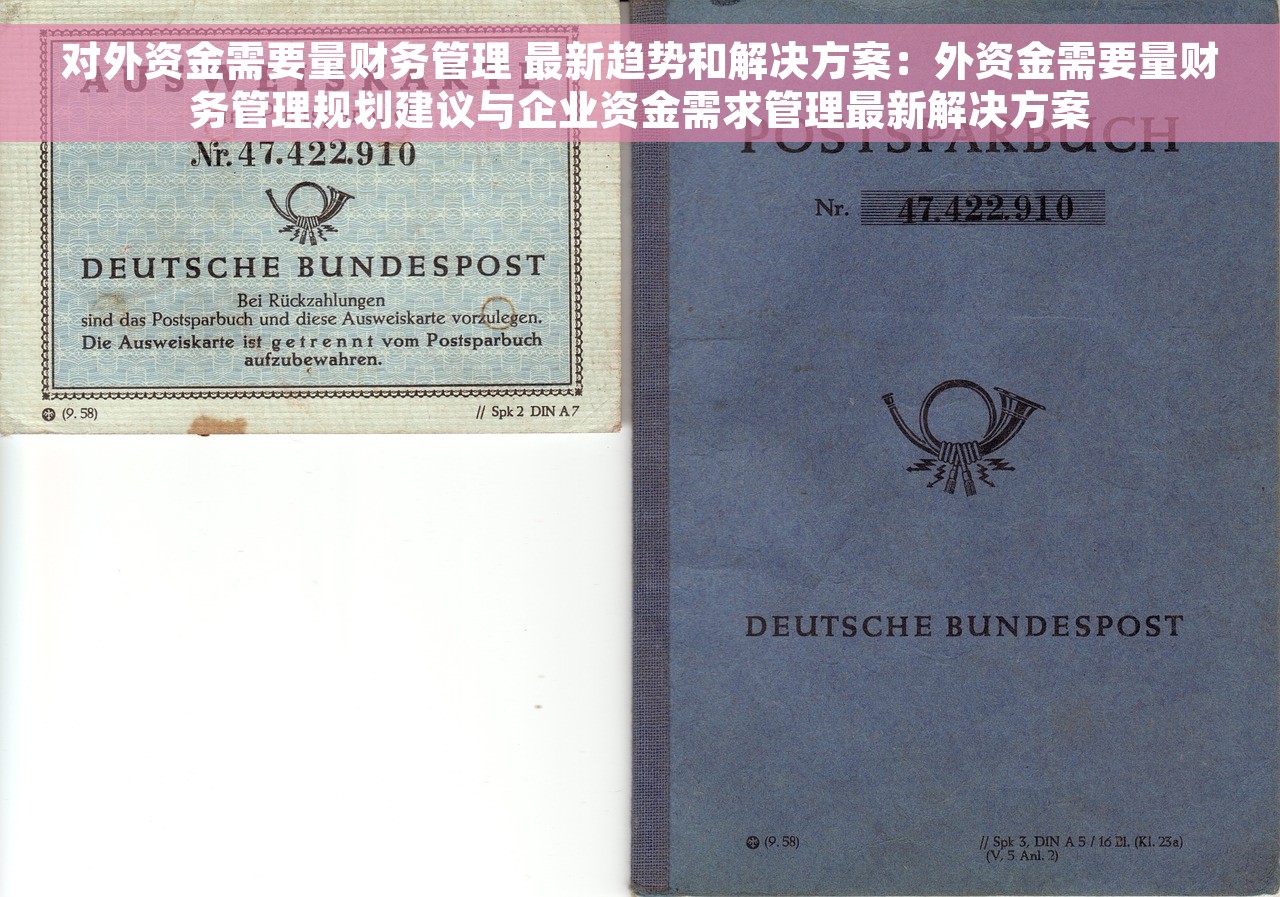 对外资金需要量财务管理 最新趋势和解决方案：外资金需要量财
务管理规划建议与企业资金需求管理最新解决方案
AUSWEISKARTE
Nr. 47.422.910
DEUTSCHE BUNDESPOST
Bei Rückzahlungen
sind das Postsparbuch und diese Ausweiskarte vorzulegen.
Die Ausweiskarte ist getrennt vom Postsparbuch
aufzubewahren.
(9. 58)
// Spk 2 DIN A 7
POSTSPARBUCH
Nr. 47.422.910
DEUTSCHE BUNDESPOST
(9. 58)
// Spk 3, DIN A 5 / 16 Bl. (Kl. 23a)
(V, 5 Anl. 2)